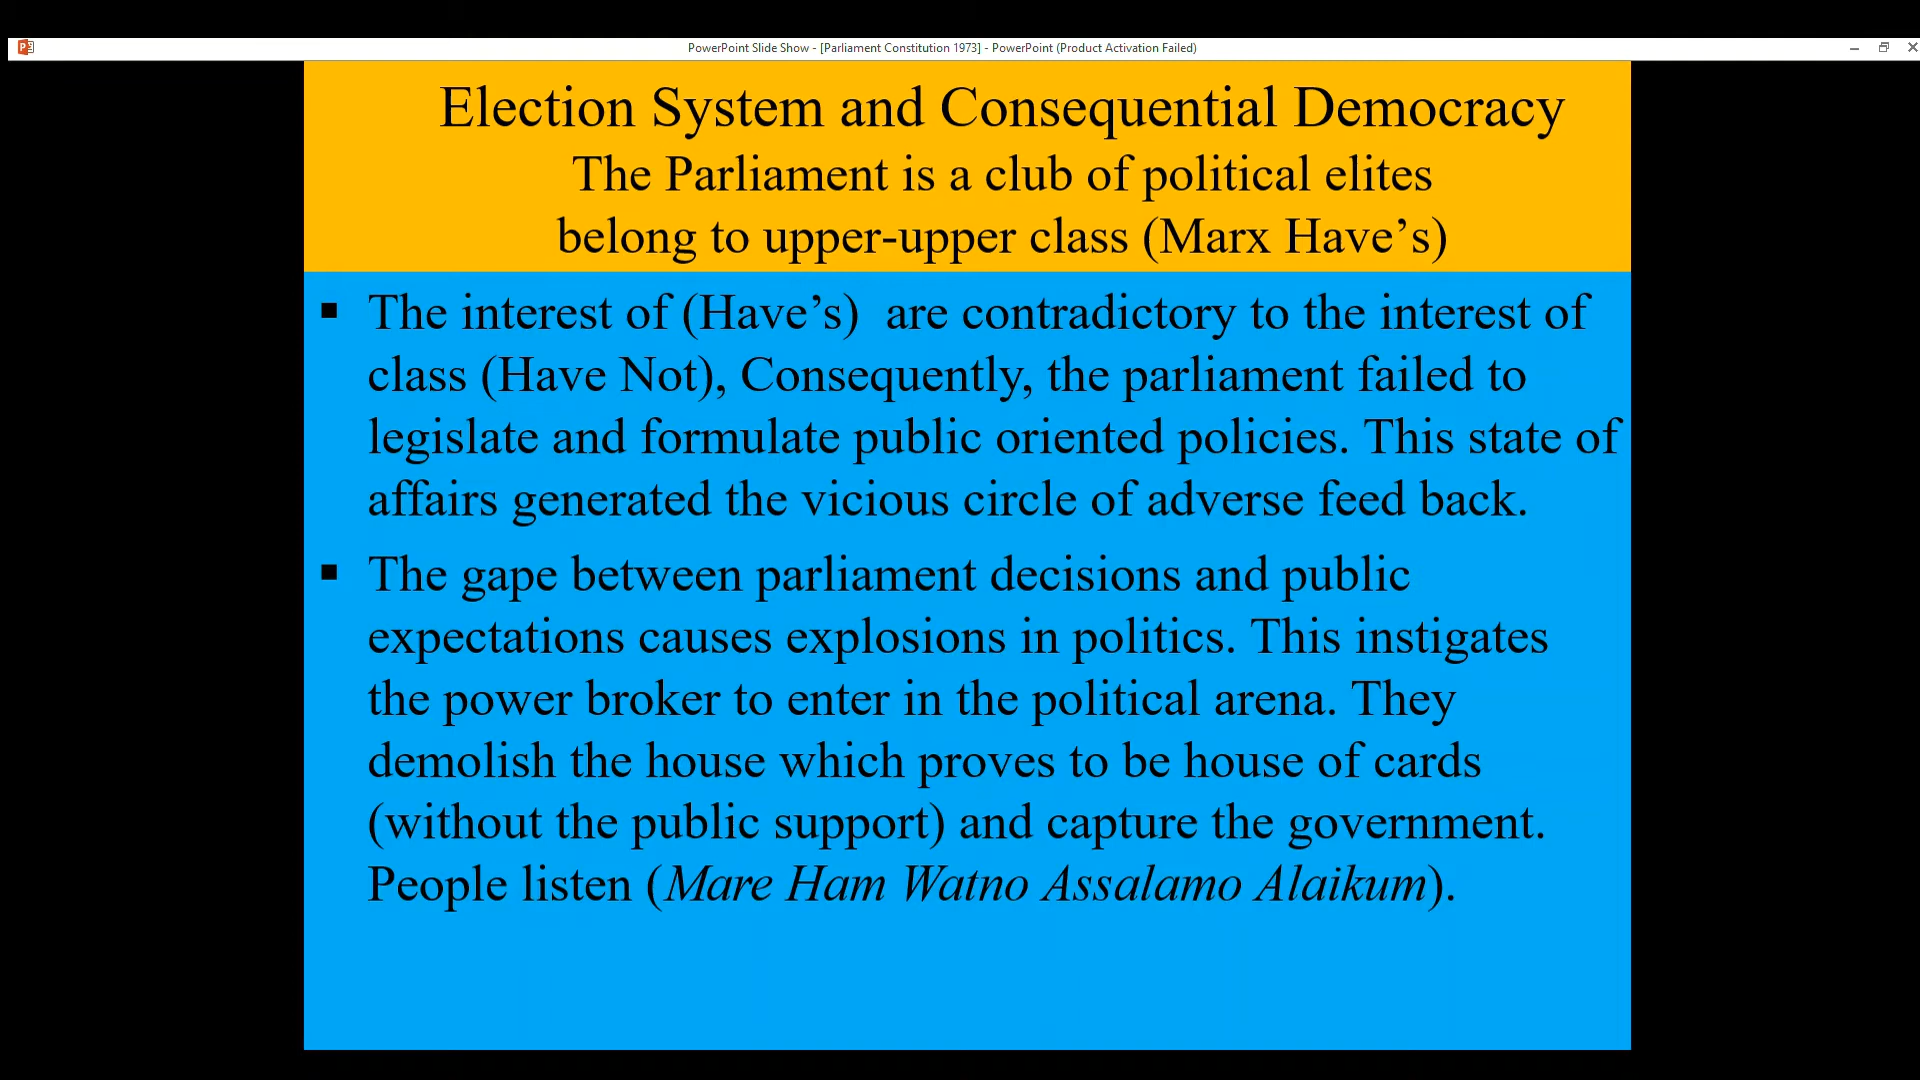 PowerPoint Slide Show - [Parliament Constitution 1973] - PowerPoint (Product Activation Failed)
Election System and Consequential Democracy
The Parliament is a club of political elites
belong to upper-upper class (Marx Have’s)
▪ The interest of (Have’s)  are contradictory to the interest of
class (Have Not), Consequently, the parliament failed to
legislate and formulate public oriented policies. This state of
affairs generated the vicious circle of adverse feed back.
▪ The gape between parliament decisions and public
expectations causes explosions in politics. This instigates
the power broker to enter in the political arena. They
demolish the house which proves to be house of cards
(without the public support) and capture the government.
People listen (Mare Ham Watno Assalamo Alaikum).